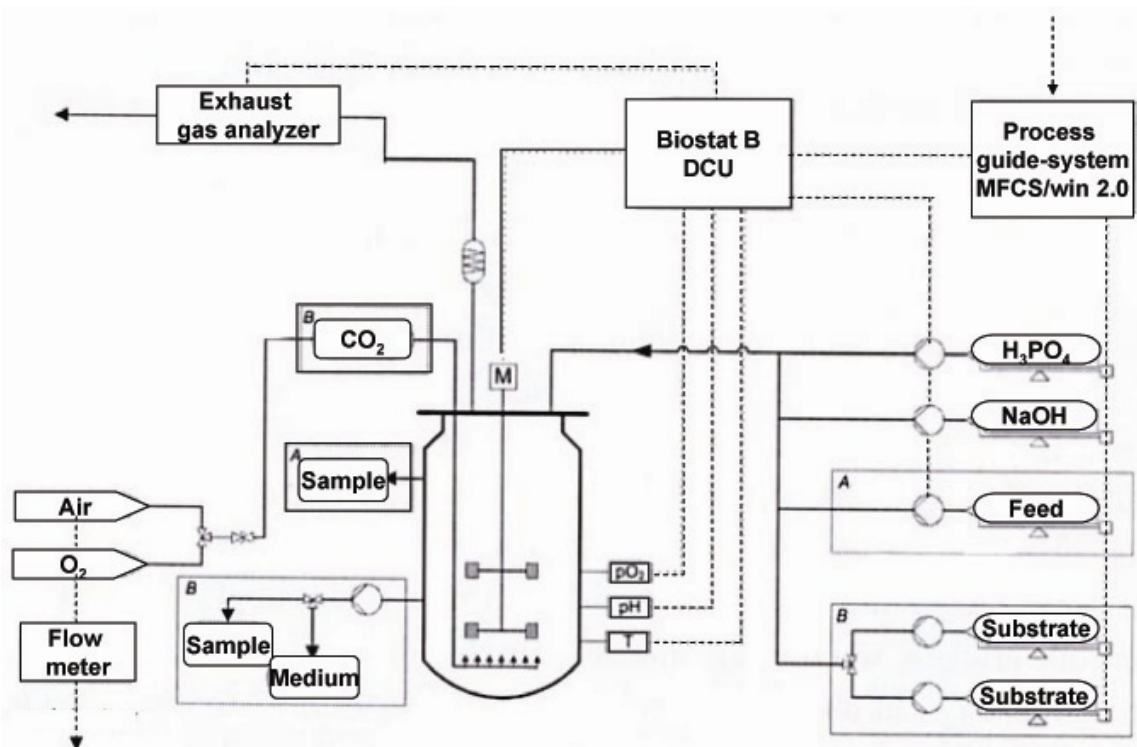 Exhaust
gas analyzer
Biostat B
DCU
Process
guide-system
MFCS/win 2.0
B
CO₂
M
H₃PO₄
NaOH
A
Sample
A
Feed
Air
O₂
pO₂
pH
T
B
Sample
Medium
B
Substrate
Substrate
Flow
meter